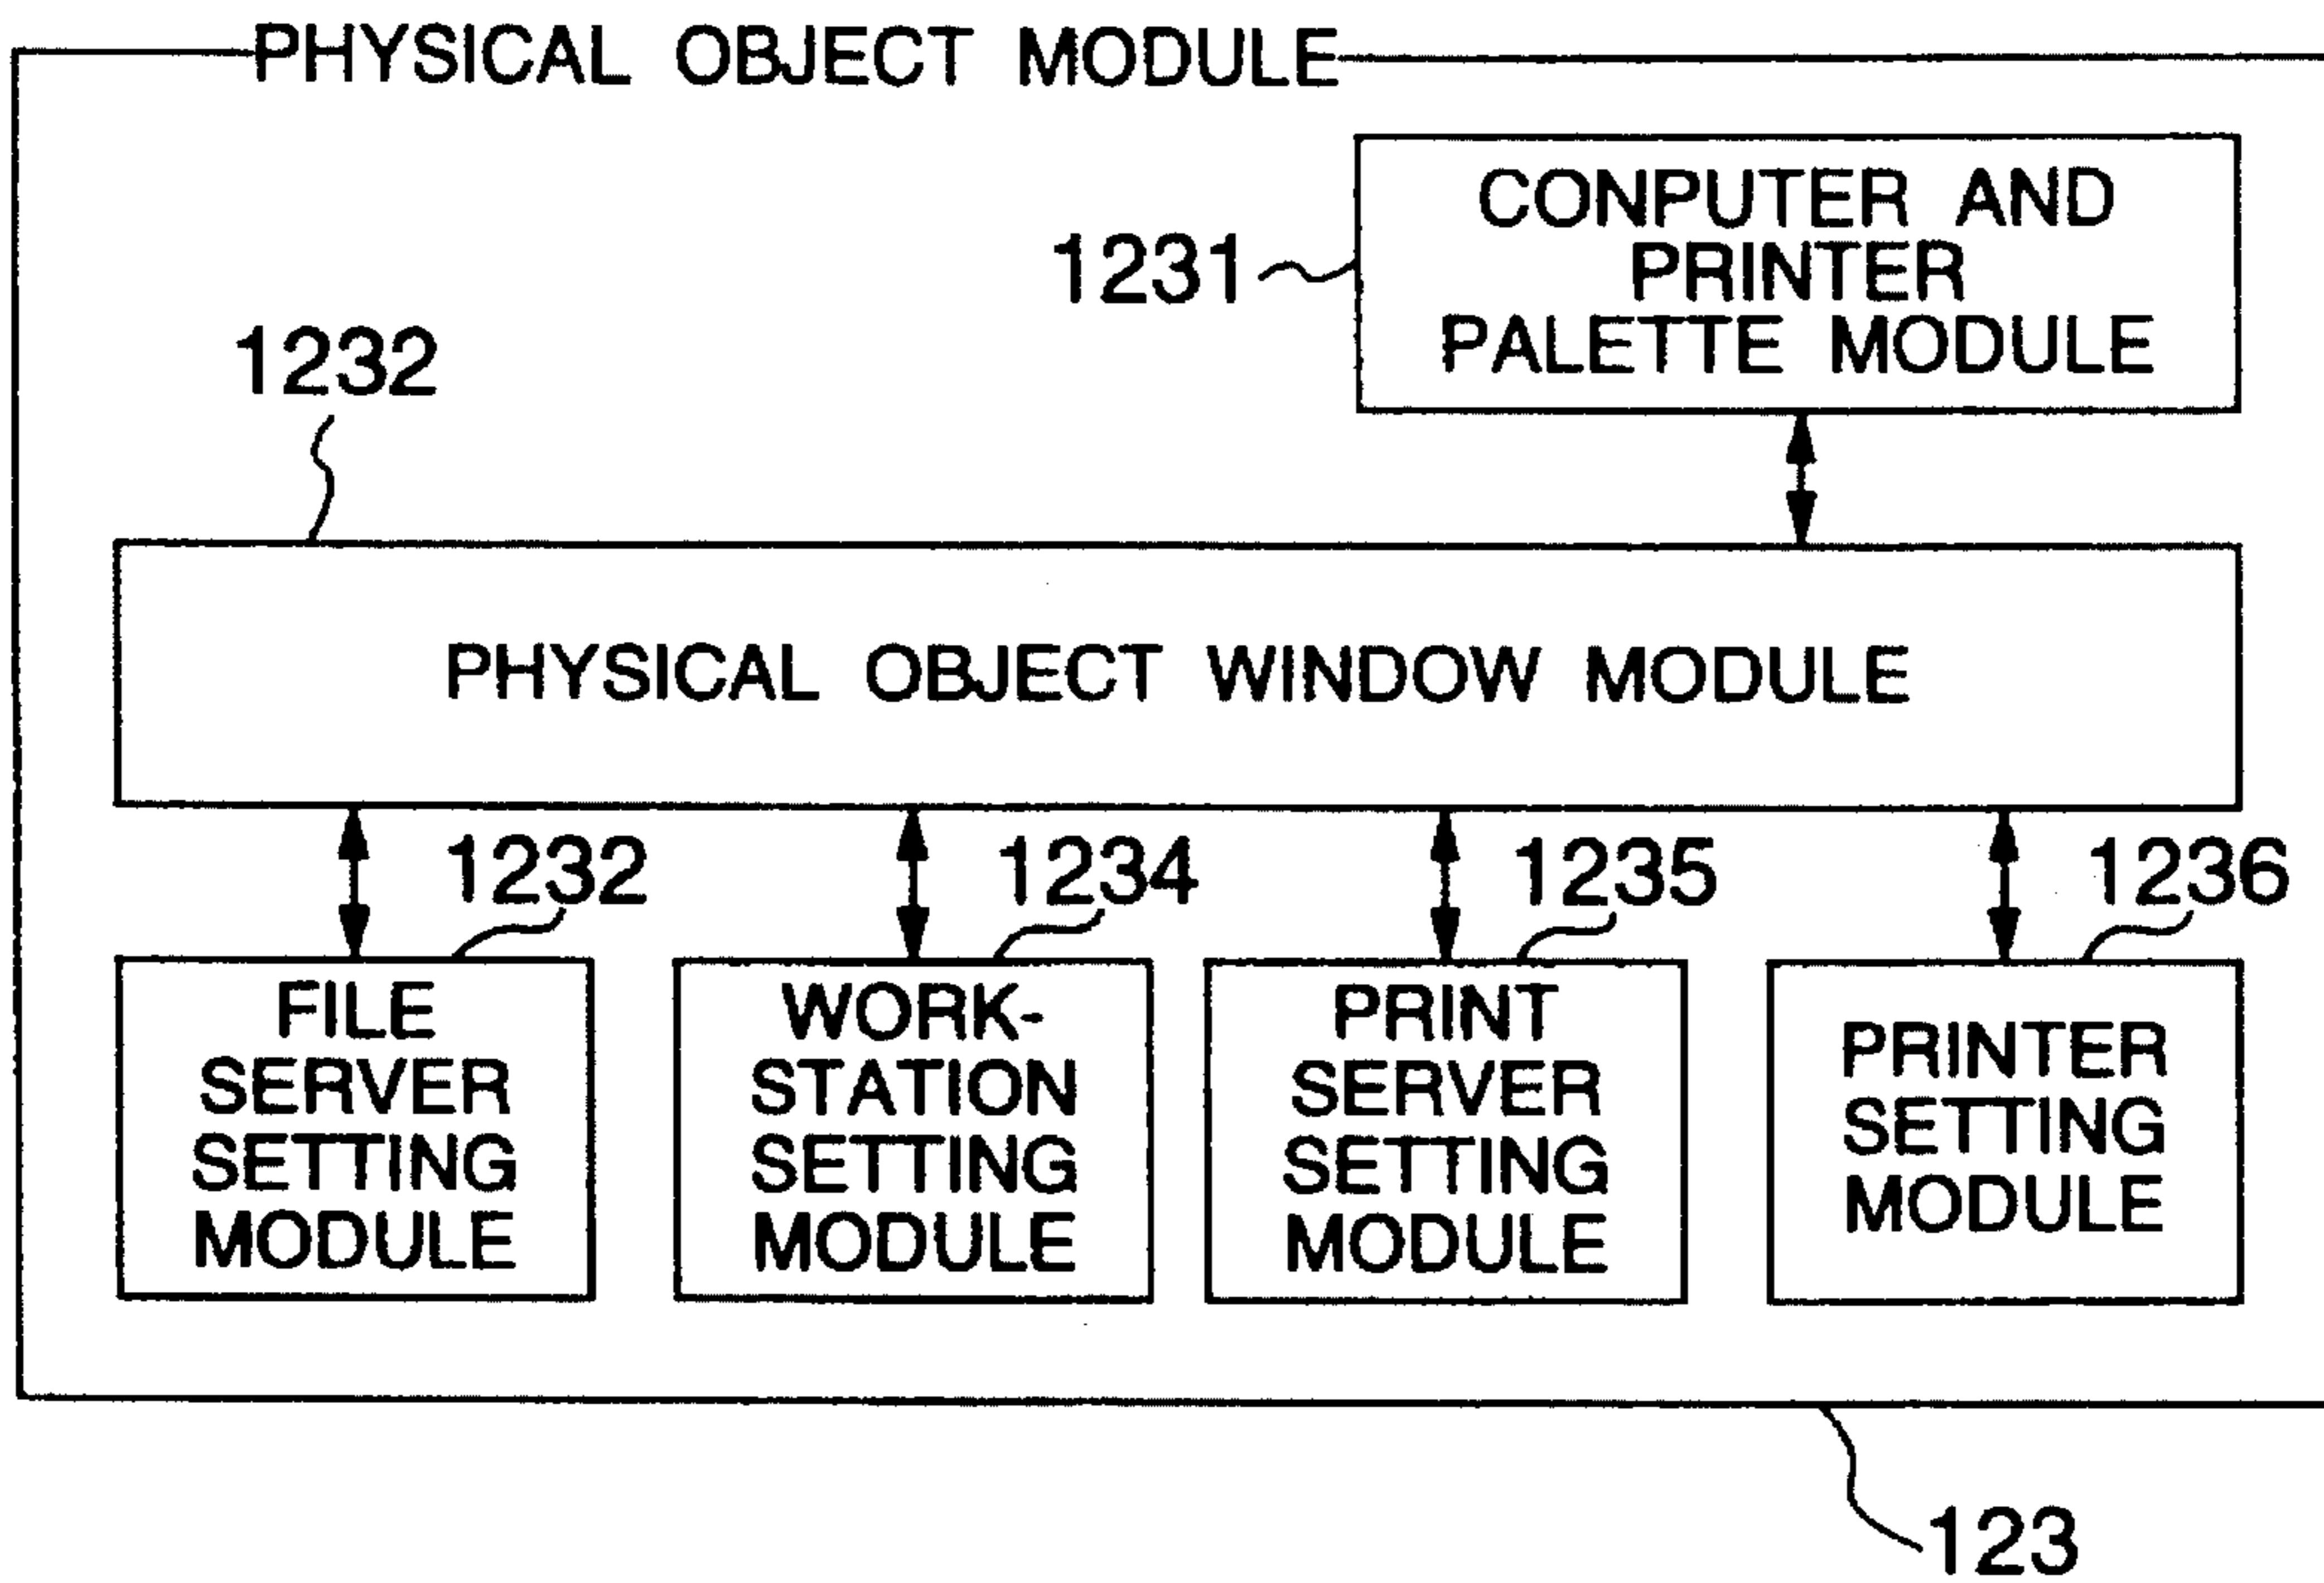 PHYSICAL OBJECT MODULE
CONPUTER AND
PRINTER
PALETTE MODULE
1231
1232
PHYSICAL OBJECT WINDOW MODULE
1232
1234
1235
1236
FILE
SERVER
SETTING
MODULE
WORK-
STATION
SETTING
MODULE
PRINT
SERVER
SETTING
MODULE
PRINTER
SETTING
MODULE
123